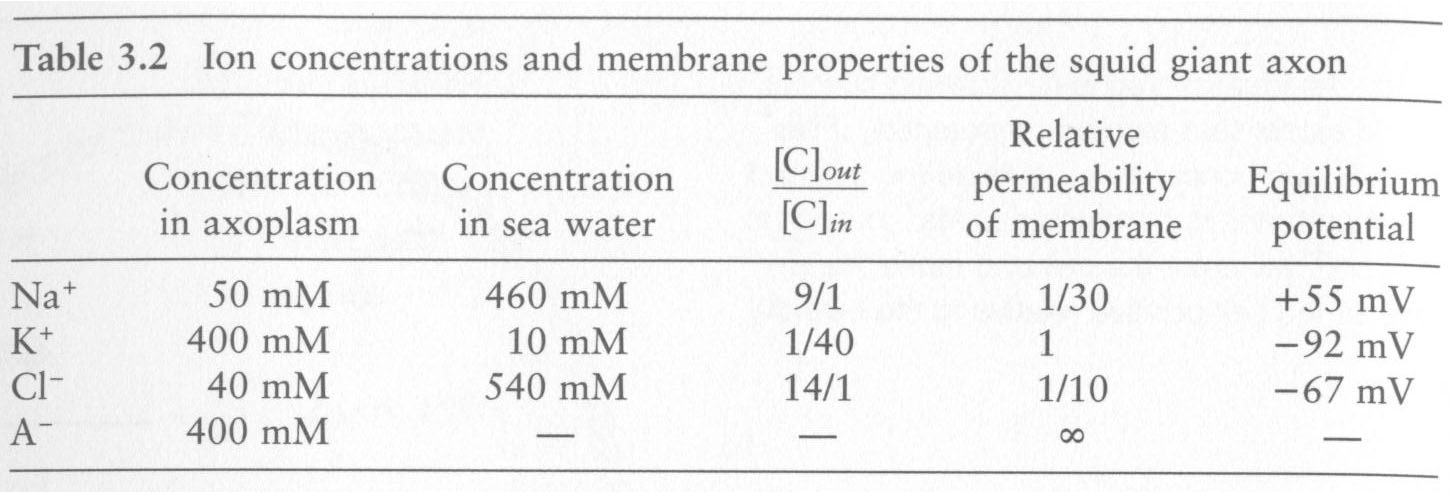 Table 3.2 Ion concentrations and membrane properties of the squid giant axon
Concentration in axoplasm Concentration in sea water [C]out/[C]in Relative permeability of membrane Equilibrium potential
Na⁺ 50 mM 460 mM 9/1 1/30 +55 mV
K⁺ 400 mM 10 mM 1/40 1 −92 mV
Cl⁻ 40 mM 540 mM 14/1 1/10 −67 mV
A⁻ 400 mM — — ∞ —